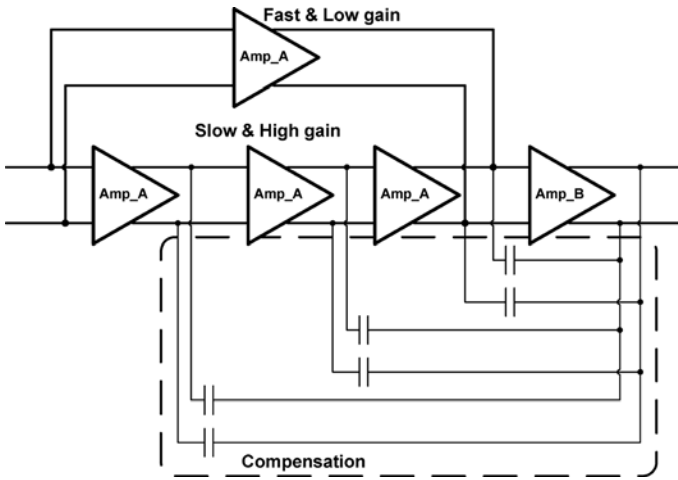 Fast & Low gain
Amp_A
Slow & High gain
Amp_A
Amp_A
Amp_A
Amp_B
Compensation